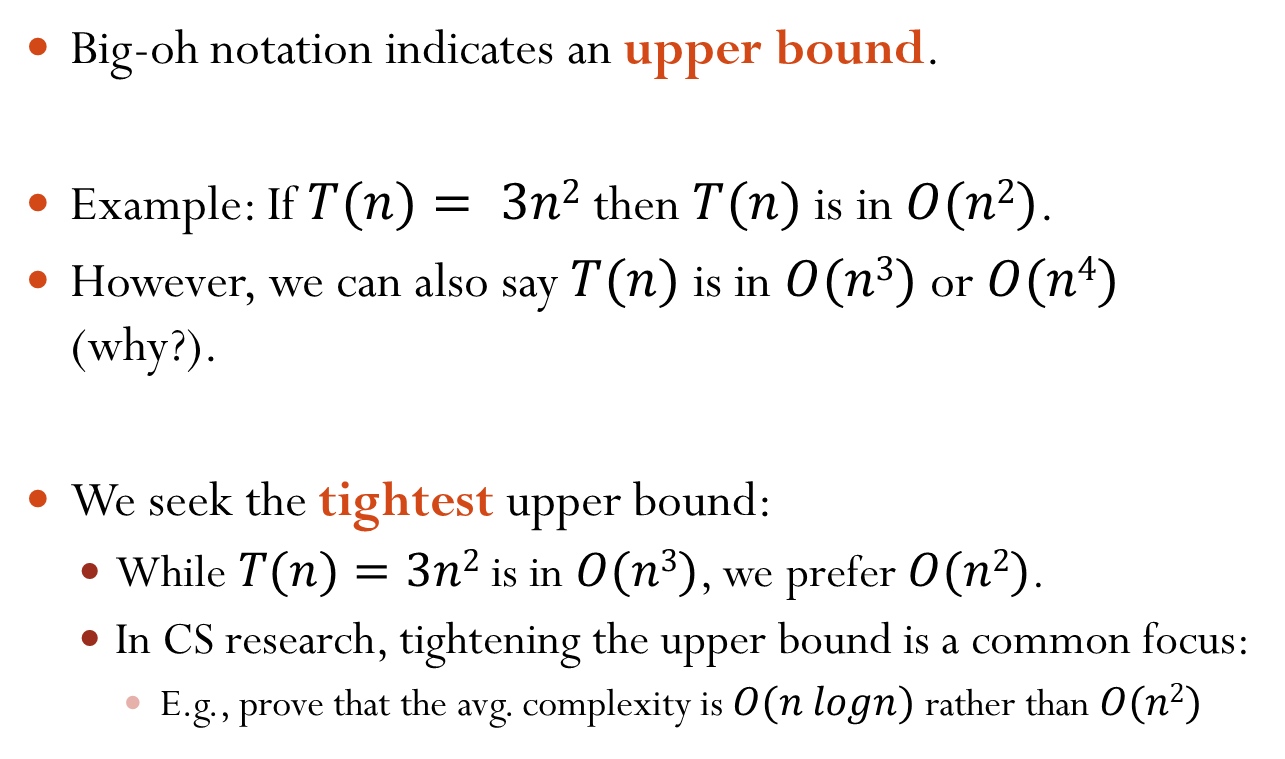 • Big-oh notation indicates an upper bound.
• Example: If T(n) = 3n² then T(n) is in O(n²).
• However, we can also say T(n) is in O(n³) or O(n⁴)
(why?).
• We seek the tightest upper bound:
• While T(n) = 3n² is in O(n³), we prefer O(n²).
• In CS research, tightening the upper bound is a common focus:
• E.g., prove that the avg. complexity is O(n logn) rather than O(n²)